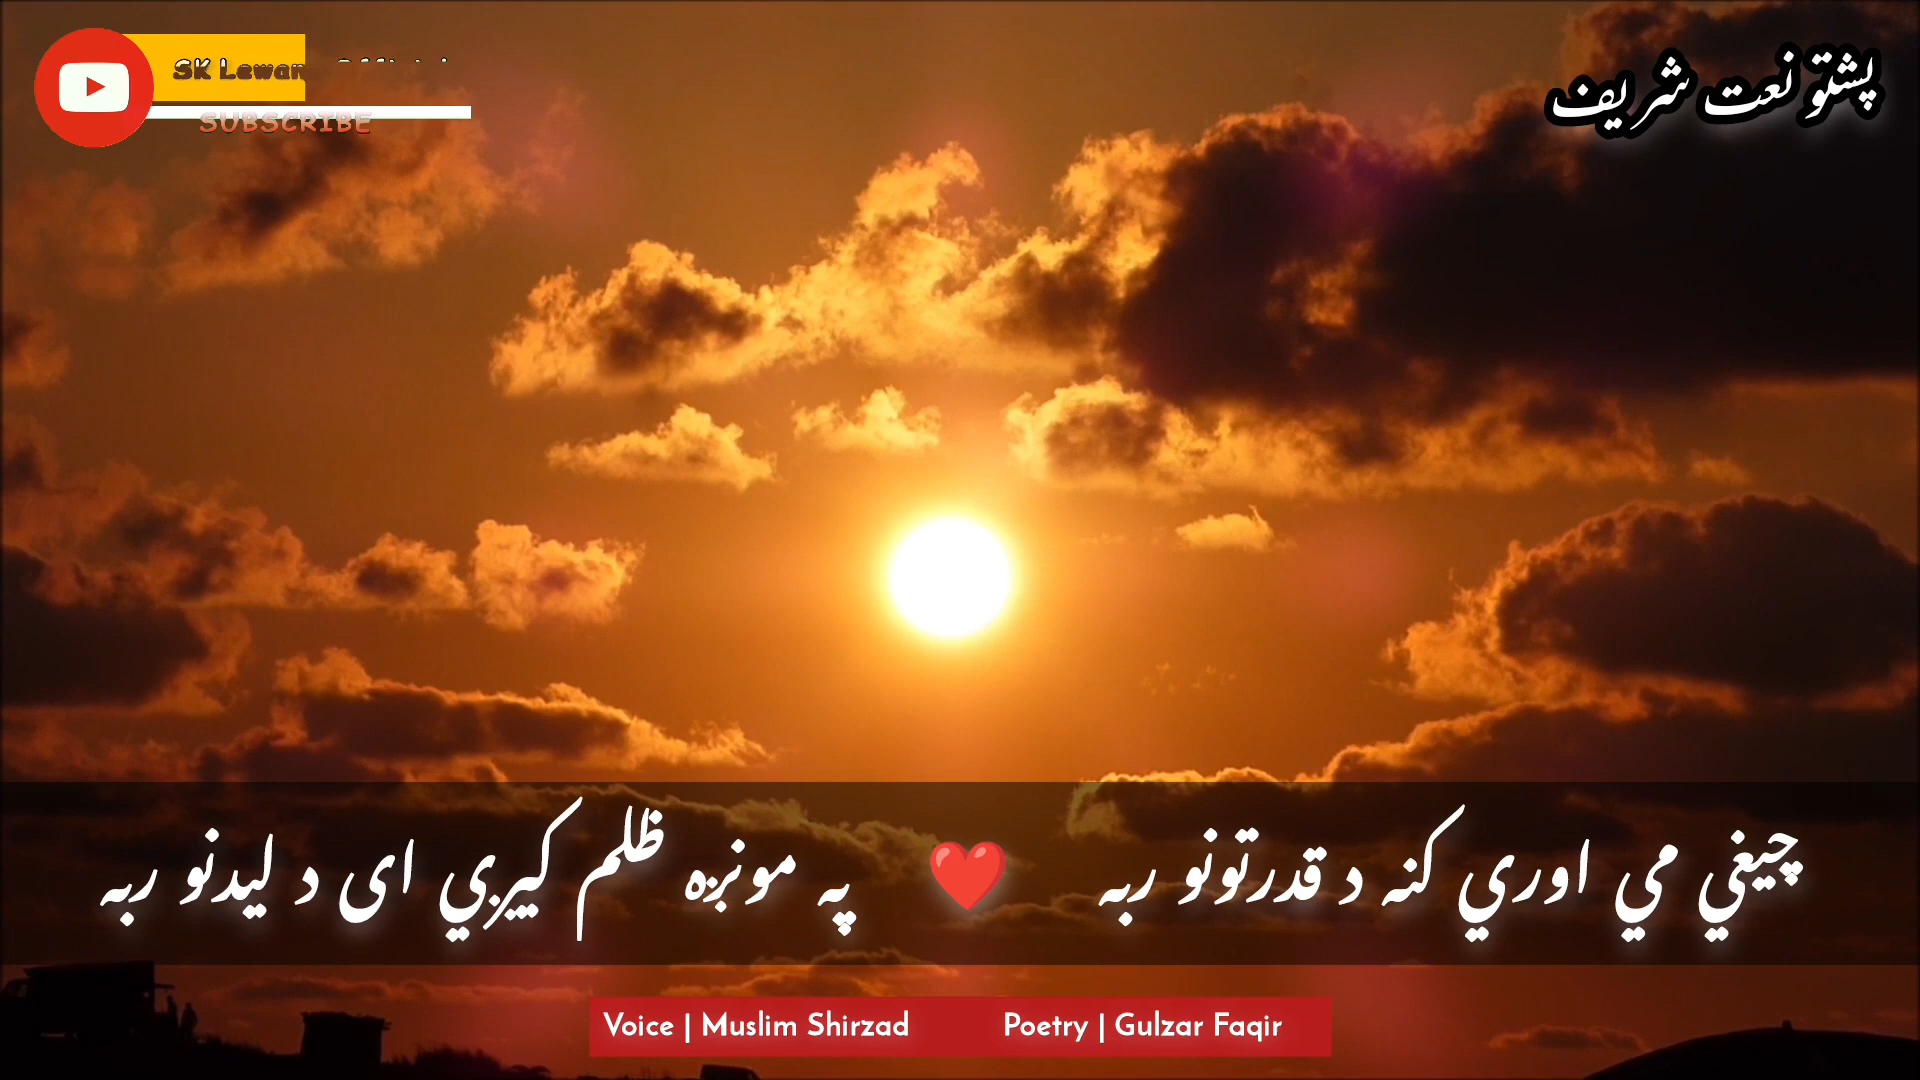 SK Lewan
SUBSCRIBE
پشتو نعت شریف
چیغي مي اوري کنه د قدرتونو ربه ❤️ په مونږه ظلم کیږي ای د لیدنو ربه
Voice | Muslim Shirzad Poetry | Gulzar Faqir